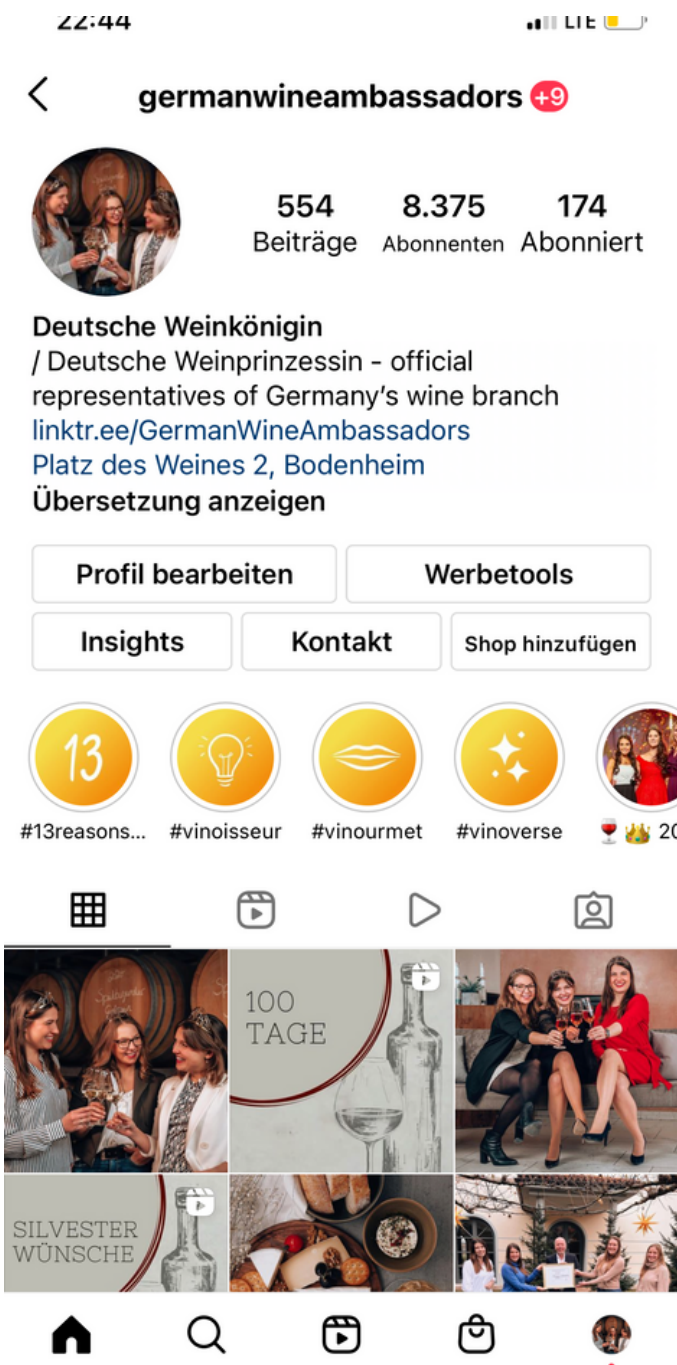 22:44
LTE
germanwineambassadors +9
554 8.375 174
Beiträge Abonnenten Abonniert
Deutsche Weinkönigin
/ Deutsche Weinprinzessin - official
representatives of Germany’s wine branch
linktr.ee/GermanWineAmbassadors
Platz des Weines 2, Bodenheim
Übersetzung anzeigen
Profil bearbeiten Werbetools
Insights Kontakt Shop hinzufügen
13
#13reasons... #vinoisseur #vinourmet #vinoverse 20
100
TAGE
SILVESTER
WÜNSCHE